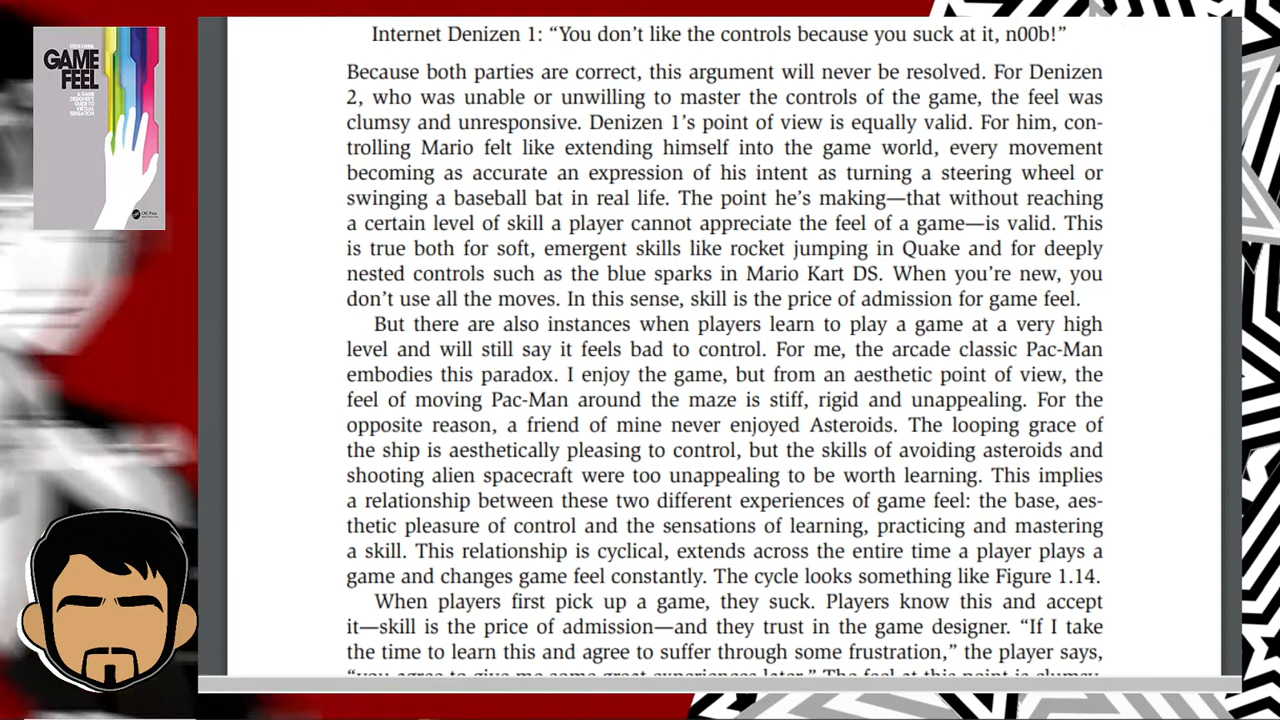 GAME
FEEL
Internet Denizen 1: “You don’t like the controls because you suck at it, n00b!”
Because both parties are correct, this argument will never be resolved. For Denizen
2, who was unable or unwilling to master the controls of the game, the feel was
clumsy and unresponsive. Denizen 1’s point of view is equally valid. For him, con-
trolling Mario felt like extending himself into the game world, every movement
becoming as accurate an expression of his intent as turning a steering wheel or
swinging a baseball bat in real life. The point he’s making—that without reaching
a certain level of skill a player cannot appreciate the feel of a game—is valid. This
is true both for soft, emergent skills like rocket jumping in Quake and for deeply
nested controls such as the blue sparks in Mario Kart DS. When you’re new, you
don’t use all the moves. In this sense, skill is the price of admission for game feel.
But there are also instances when players learn to play a game at a very high
level and will still say it feels bad to control. For me, the arcade classic Pac-Man
embodies this paradox. I enjoy the game, but from an aesthetic point of view, the
feel of moving Pac-Man around the maze is stiff, rigid and unappealing. For the
opposite reason, a friend of mine never enjoyed Asteroids. The looping grace of
the ship is aesthetically pleasing to control, but the skills of avoiding asteroids and
shooting alien spacecraft were too unappealing to be worth learning. This implies
a relationship between these two different experiences of game feel: the base, aes-
thetic pleasure of control and the sensations of learning, practicing and mastering
a skill. This relationship is cyclical, extends across the entire time a player plays a
game and changes game feel constantly. The cycle looks something like Figure 1.14.
When players first pick up a game, they suck. Players know this and accept
it—skill is the price of admission—and they trust in the game designer. “If I take
the time to learn this and agree to suffer through some frustration,” the player says,
“you agree to give me some great experiences later.” The feel at this point is clumsy,